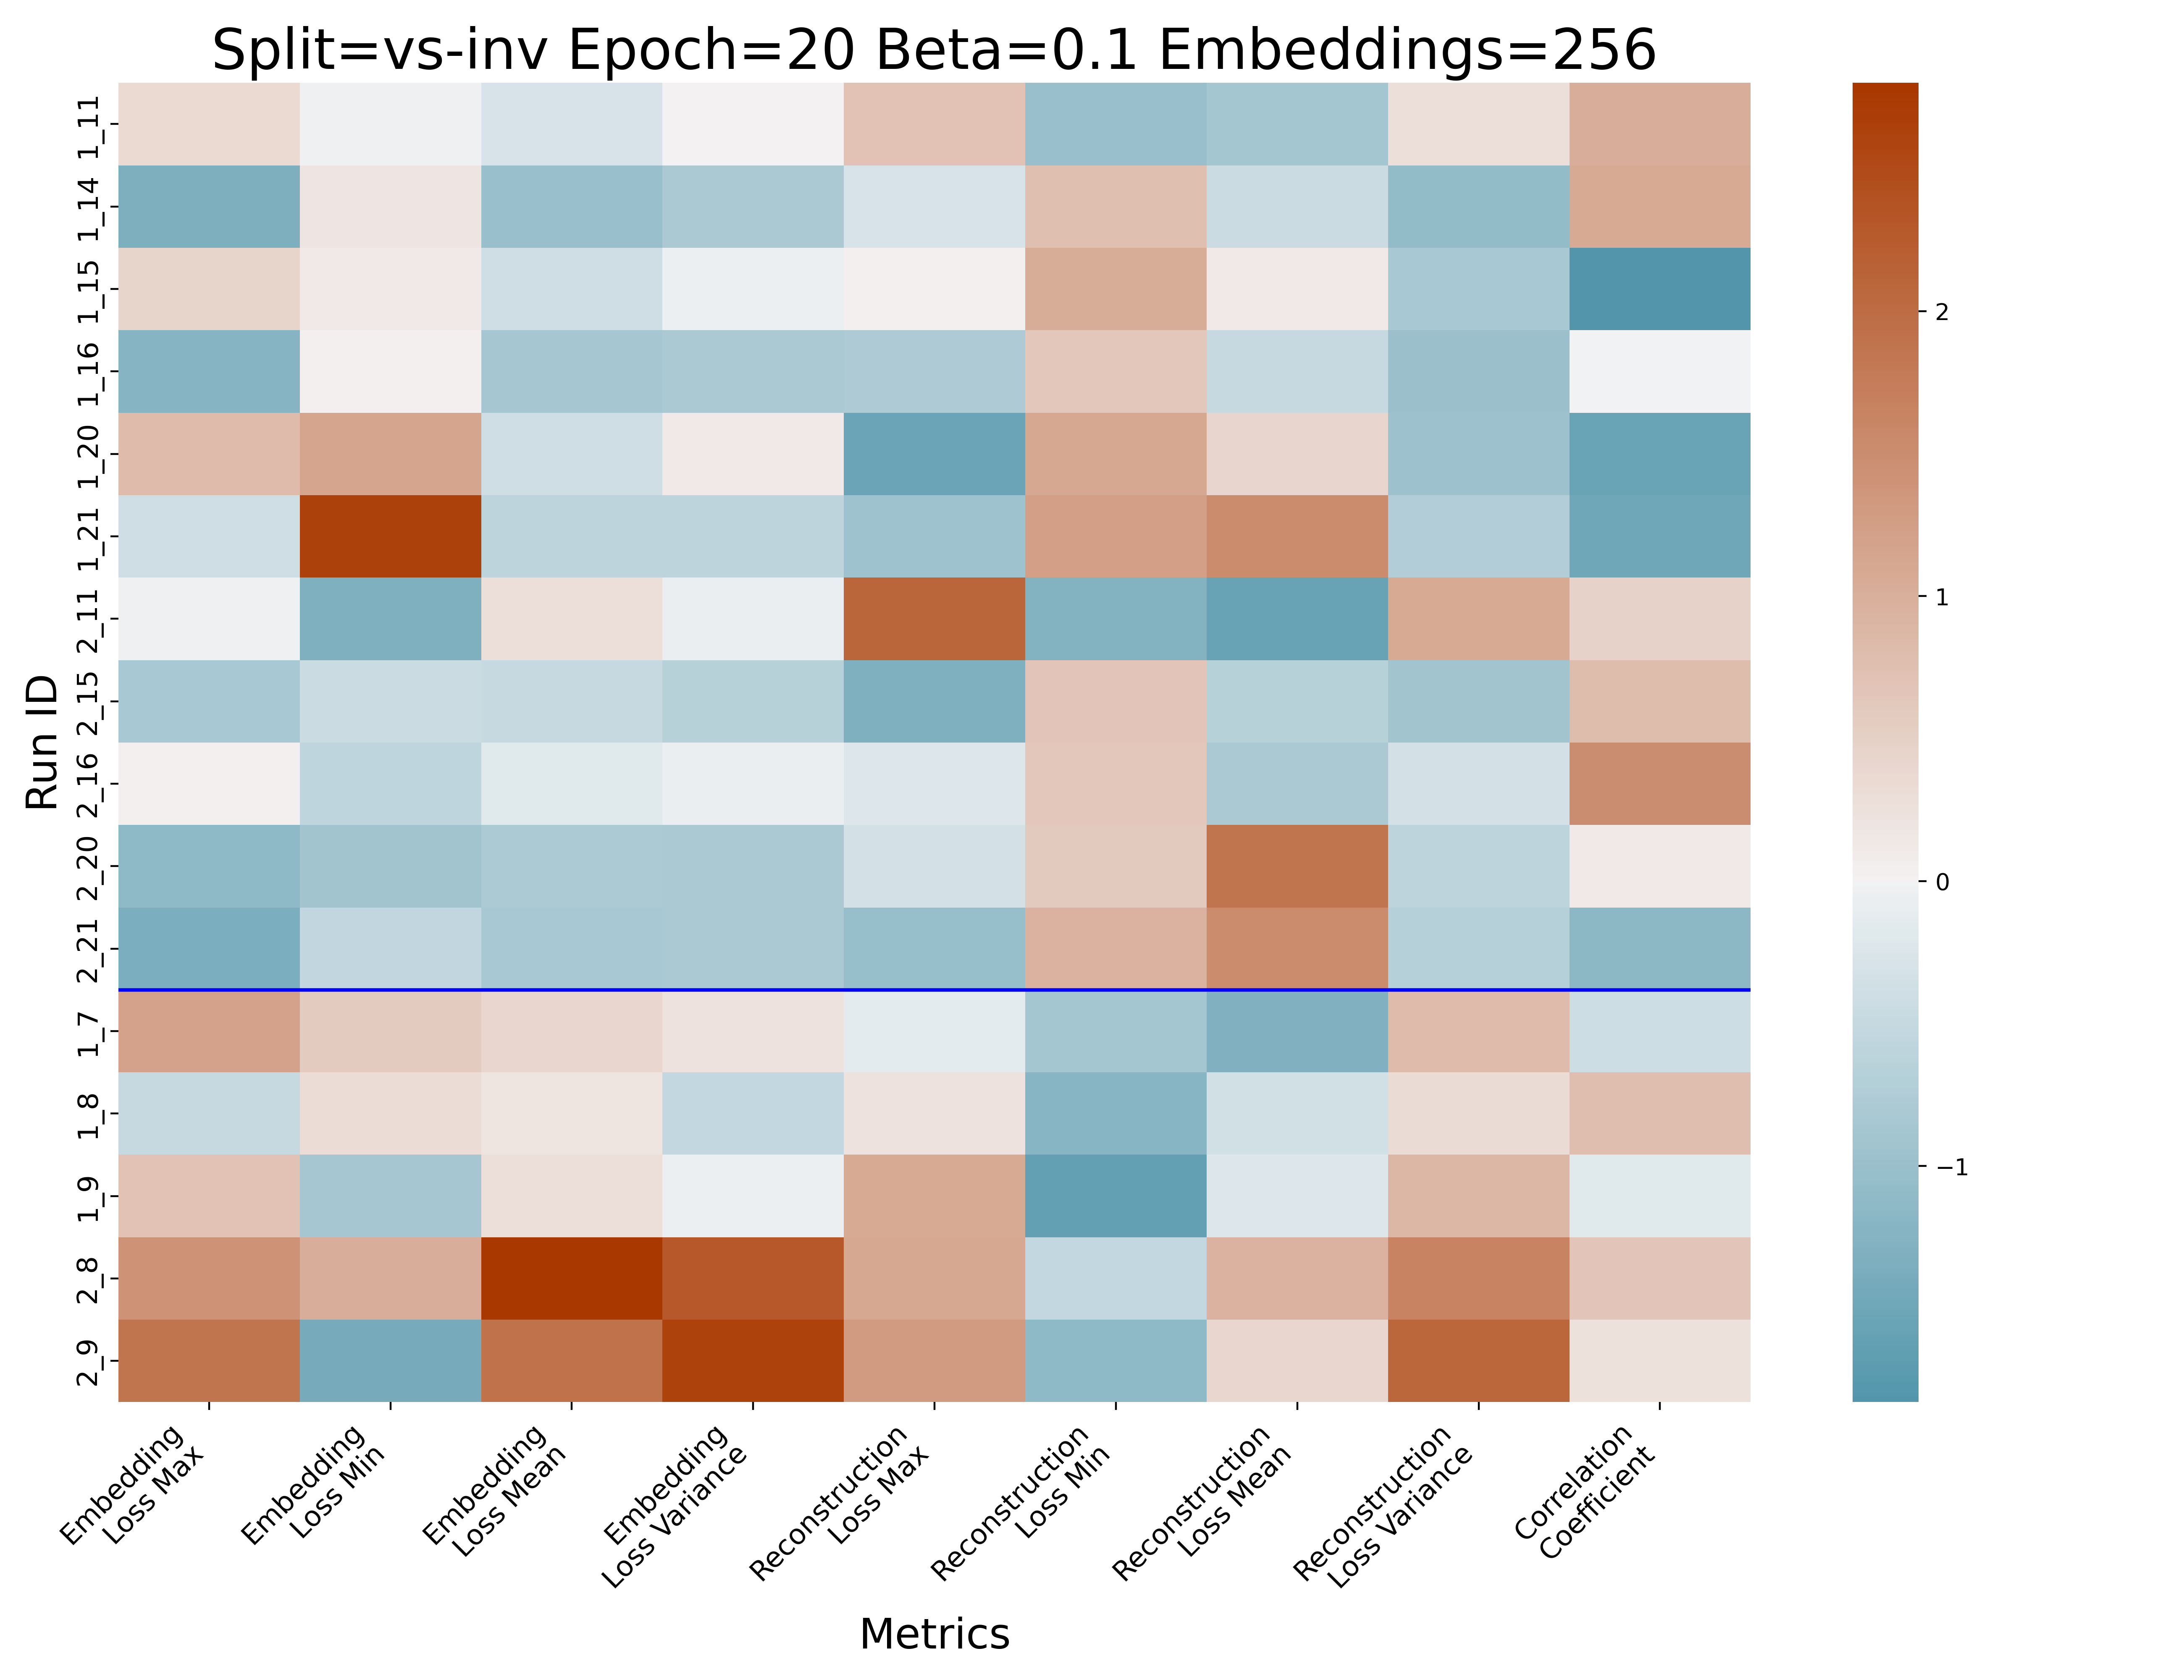 Split=vs-inv Epoch=20 Beta=0.1 Embeddings=256
Run ID
1_11
1_14
1_15
1_16
1_20
1_21
2_11
2_15
2_16
2_20
2_21
1_7
1_8
1_9
2_8
2_9
Embedding
Loss Max
Embedding
Loss Min
Embedding
Loss Mean
Embedding
Loss Variance
Reconstruction
Loss Max
Reconstruction
Loss Min
Reconstruction
Loss Mean
Reconstruction
Loss Variance
Correlation
Coefficient
Metrics
2
1
0
−1